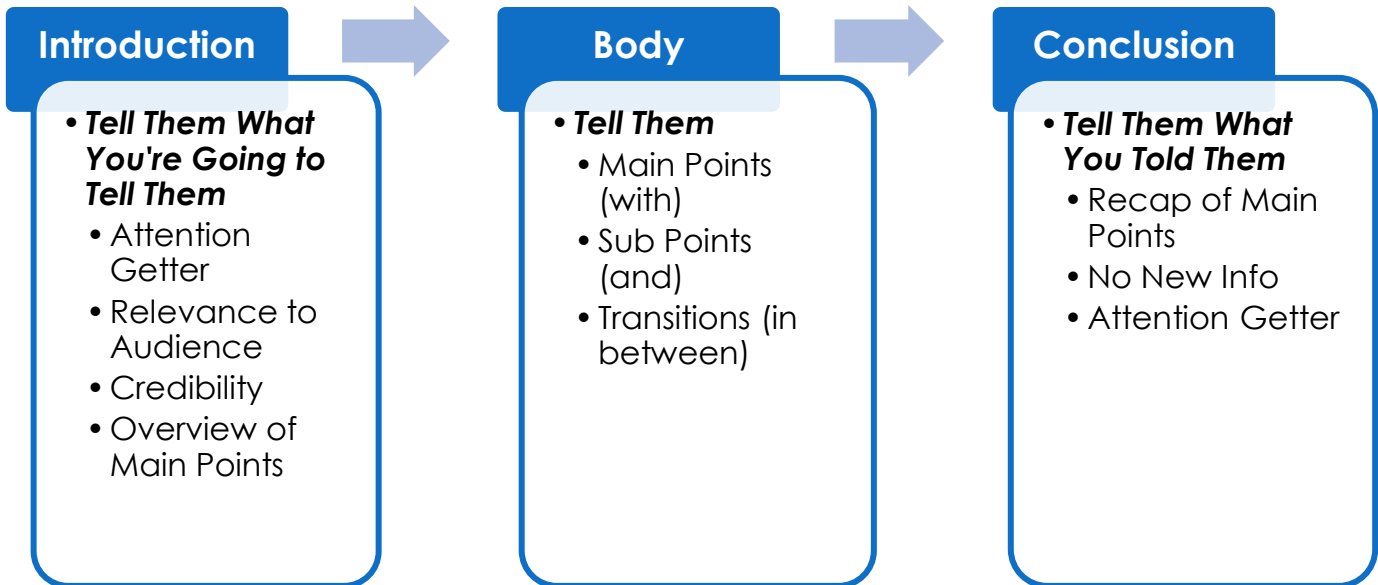 Introduction
• Tell Them What
You're Going to
Tell Them
• Attention
Getter
• Relevance to
Audience
• Credibility
• Overview of
Main Points
Body
• Tell Them
• Main Points
(with)
• Sub Points
(and)
• Transitions (in
between)
Conclusion
• Tell Them What
You Told Them
• Recap of Main
Points
• No New Info
• Attention Getter